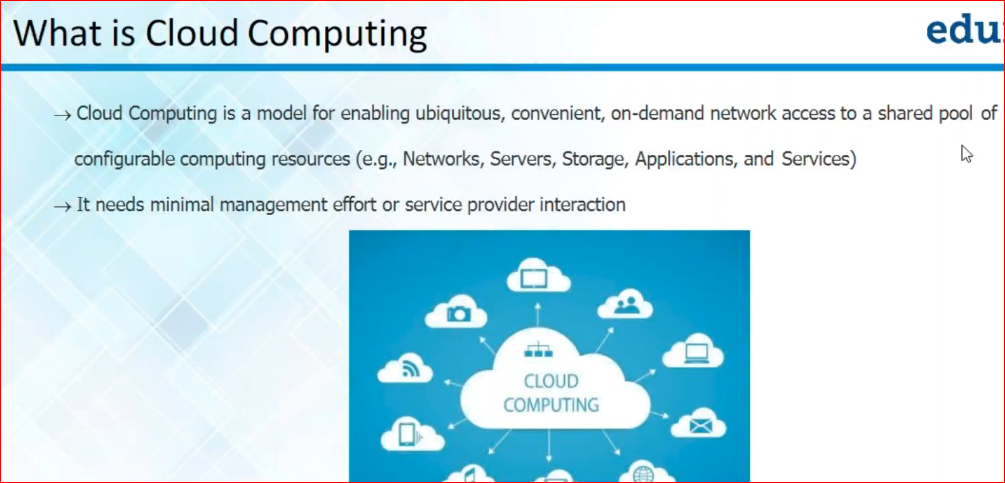 What is Cloud Computing
edu
→ Cloud Computing is a model for enabling ubiquitous, convenient, on-demand network access to a shared pool of
configurable computing resources (e.g., Networks, Servers, Storage, Applications, and Services)
→ It needs minimal management effort or service provider interaction
CLOUD
COMPUTING